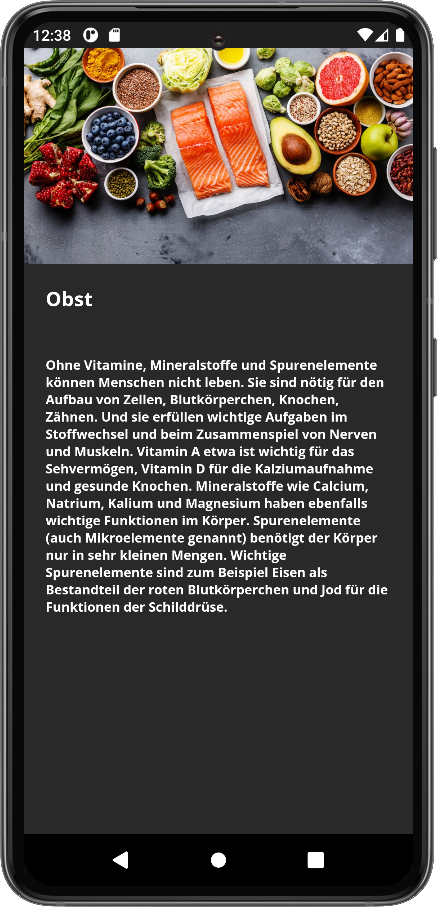 12:38
Obst
Ohne Vitamine, Mineralstoffe und Spurenelemente
können Menschen nicht leben. Sie sind nötig für den
Aufbau von Zellen, Blutkörperchen, Knochen,
Zähnen. Und sie erfüllen wichtige Aufgaben im
Stoffwechsel und beim Zusammenspiel von Nerven
und Muskeln. Vitamin A etwa ist wichtig für das
Sehvermögen, Vitamin D für die Kalziumaufnahme
und gesunde Knochen. Mineralstoffe wie Calcium,
Natrium, Kalium und Magnesium haben ebenfalls
wichtige Funktionen im Körper. Spurenelemente
(auch Mikroelemente genannt) benötigt der Körper
nur in sehr kleinen Mengen. Wichtige
Spurenelemente sind zum Beispiel Eisen als
Bestandteil der roten Blutkörperchen und Jod für die
Funktionen der Schilddrüse.